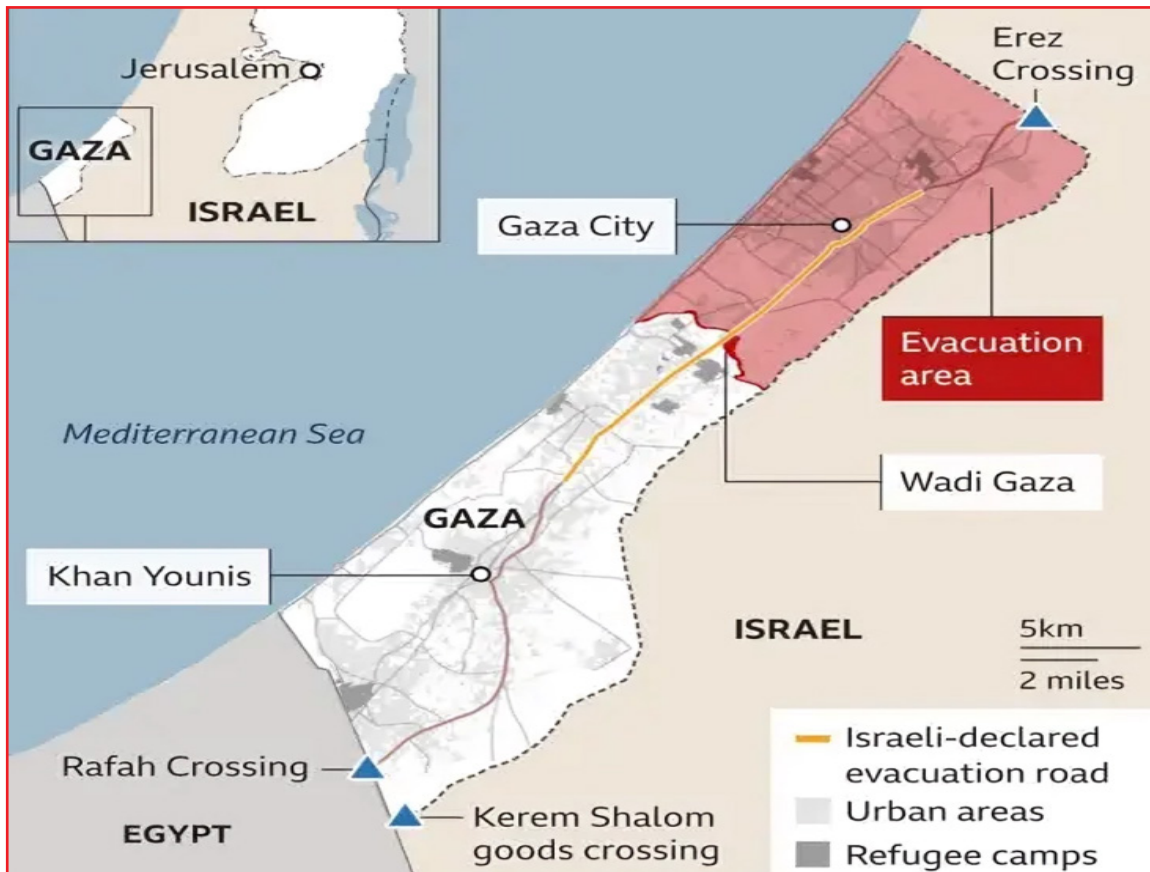 Jerusalem
GAZA
ISRAEL
Erez
Crossing
Gaza City
Evacuation
area
Mediterranean Sea
Wadi Gaza
GAZA
Khan Younis
ISRAEL
5km
2 miles
Rafah Crossing
EGYPT
Kerem Shalom
goods crossing
Israeli-declared
evacuation road
Urban areas
Refugee camps